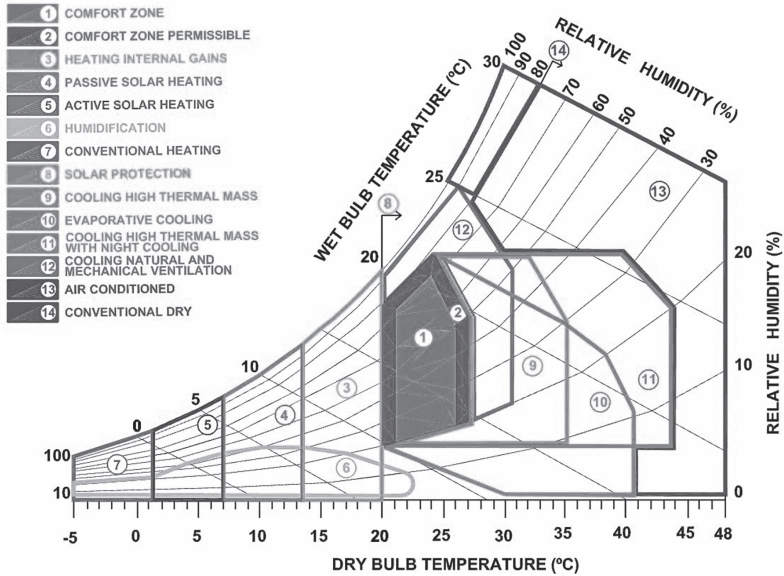 1 COMFORT ZONE
2 COMFORT ZONE PERMISSIBLE
3 HEATING INTERNAL GAINS
4 PASSIVE SOLAR HEATING
5 ACTIVE SOLAR HEATING
6 HUMIDIFICATION
7 CONVENTIONAL HEATING
8 SOLAR PROTECTION
9 COOLING HIGH THERMAL MASS
10 EVAPORATIVE COOLING
11 COOLING HIGH THERMAL MASS
WITH NIGHT COOLING
12 COOLING NATURAL AND
MECHANICAL VENTILATION
13 AIR CONDITIONED
14 CONVENTIONAL DRY
WET BULB TEMPERATURE (ºC)
0
5
10
20
25
30
RELATIVE HUMIDITY (%)
100
90
80
70
60
50
40
30
14
13
8
12
2
1
3
9
11
10
4
5
7
6
100
10
20
10
0
RELATIVE HUMIDITY (%)
-5 0 5 10 15 20 25 30 35 40 45 48
DRY BULB TEMPERATURE (ºC)